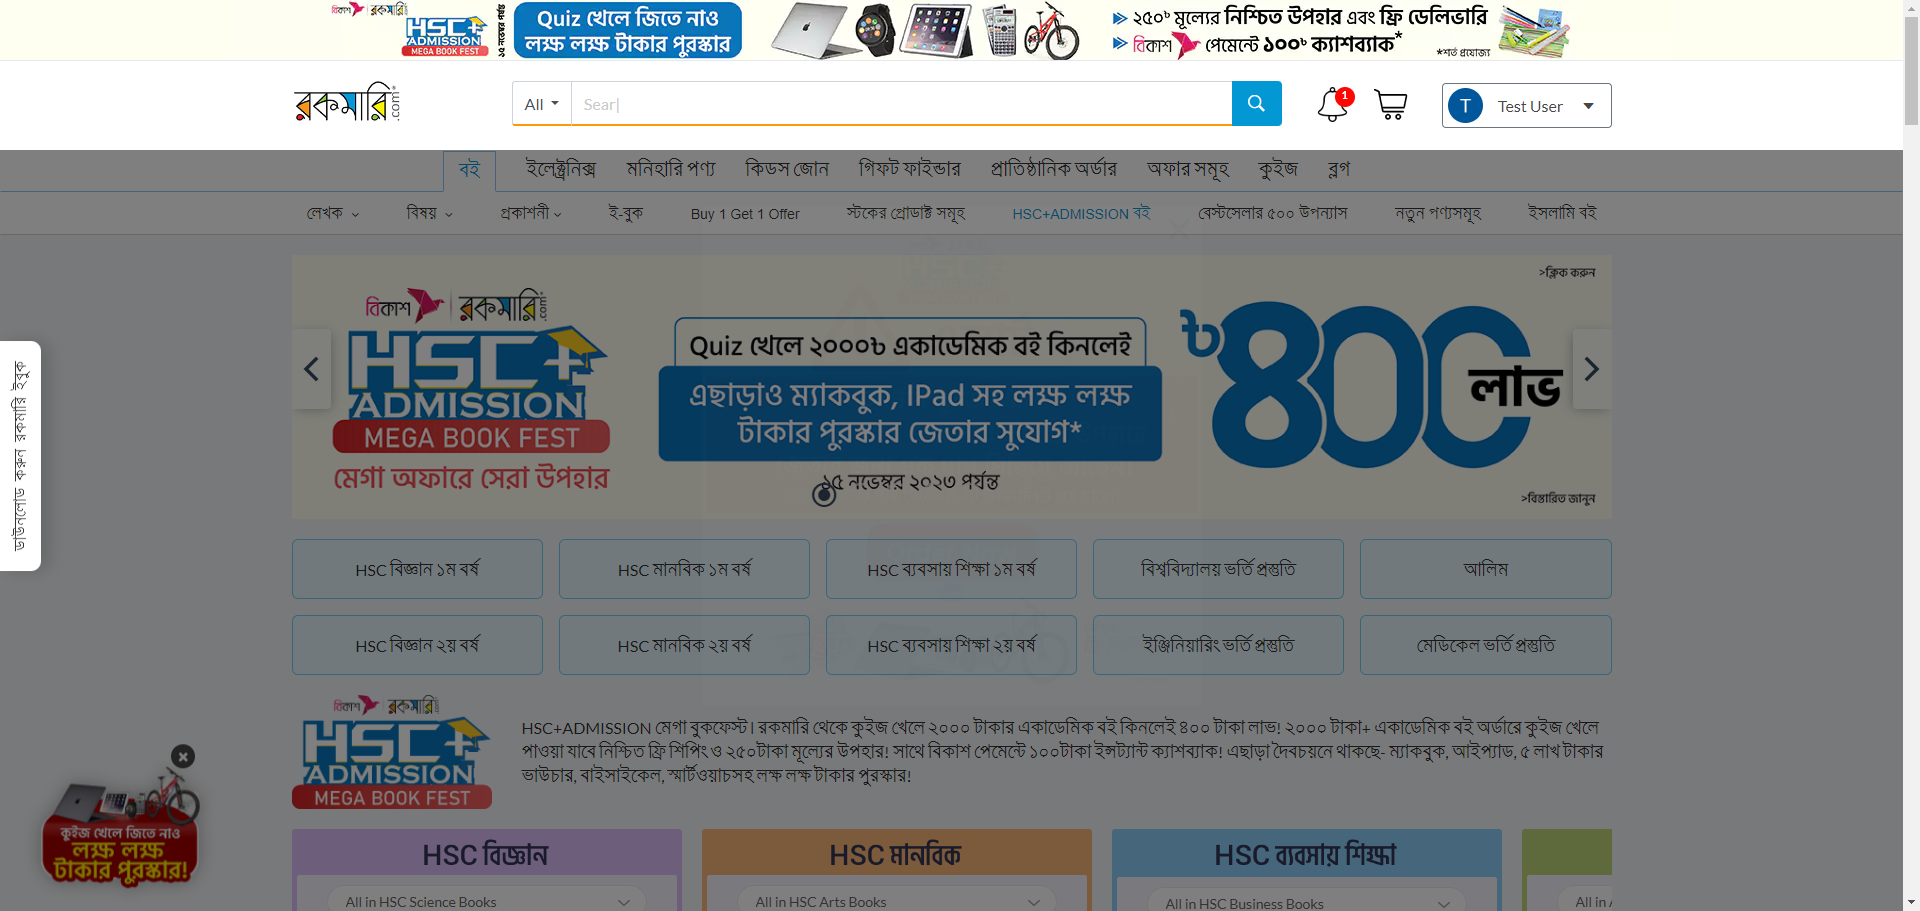 বিকাশ রকমারি
HSC+
ADMISSION
MEGA BOOK FEST
Quiz খেলে জিতে নাও
লক্ষ লক্ষ টাকার পুরস্কার
২৫০৳ মূল্যের নিশ্চিত উপহার এবং ফ্রি ডেলিভারি
বিকাশ পেমেন্টে ১০০৳ ক্যাশব্যাক*
*শর্ত প্রযোজ্য
রকমারি.com
All
Sear
1
T Test User
বই ইলেক্ট্রনিক্স মনিহারি পণ্য কিডস জোন গিফট ফাইন্ডার প্রাতিষ্ঠানিক অর্ডার অফার সমূহ কুইজ ব্লগ
লেখক বিষয় প্রকাশনী ই-বুক Buy 1 Get 1 Offer স্টকের প্রোডাক্ট সমূহ HSC+ADMISSION বই বেস্টসেলার ৫০০ উপন্যাস নতুন পণ্যসমূহ ইসলামি বই
>ক্লিক করুন
বিকাশ রকমারি.com
HSC+
ADMISSION
MEGA BOOK FEST
মেগা অফারে সেরা উপহার
Quiz খেলে ২০০০৳ একাডেমিক বই কিনলেই
এছাড়াও ম্যাকবুক, IPad সহ লক্ষ লক্ষ
টাকার পুরস্কার জেতার সুযোগ*
১৫ নভেম্বর ২০২৩ পর্যন্ত
৳400
লাভ
>বিস্তারিত জানুন
ডাউনলোড করুন রকমারি ইবুক
HSC বিজ্ঞান ১ম বর্ষ HSC মানবিক ১ম বর্ষ HSC ব্যবসায় শিক্ষা ১ম বর্ষ বিশ্ববিদ্যালয় ভর্তি প্রস্তুতি আলিম
HSC বিজ্ঞান ২য় বর্ষ HSC মানবিক ২য় বর্ষ HSC ব্যবসায় শিক্ষা ২য় বর্ষ ইঞ্জিনিয়ারিং ভর্তি প্রস্তুতি মেডিকেল ভর্তি প্রস্তুতি
বিকাশ রকমারি
HSC+
ADMISSION
MEGA BOOK FEST
HSC+ADMISSION মেগা বুকফেস্ট। রকমারি থেকে কুইজ খেলে ২০০০ টাকার একাডেমিক বই কিনলেই ৪০০ টাকা লাভ! ২০০০ টাকা+ একাডেমিক বই অর্ডারে কুইজ খেলে
পাওয়া যাবে নিশ্চিত ফ্রি শিপিং ও ২৫০টাকা মূল্যের উপহার! সাথে বিকাশ পেমেন্টে ১০০টাকা ইন্সট্যান্ট ক্যাশব্যাক! এছাড়া দৈবচয়নে থাকছে- ম্যাকবুক, আইপ্যাড, ৫ লাখ টাকার
ভাউচার, বাইসাইকেল, স্মার্টওয়াচসহ লক্ষ লক্ষ টাকার পুরস্কার!
কুইজ খেলে জিতে নাও
লক্ষ লক্ষ
টাকার পুরস্কার!
HSC বিজ্ঞান HSC মানবিক HSC ব্যবসায় শিক্ষা
All in HSC Science Books All in HSC Arts Books All in HSC Business Books All in